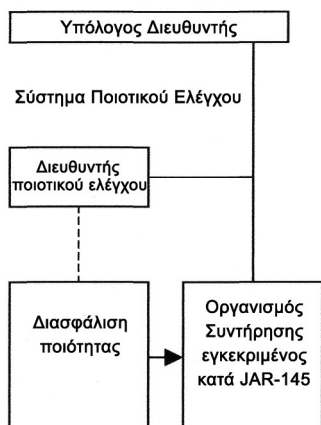 Υπόλογος Διευθυντής
Σύστημα Ποιοτικού Ελέγχου
Διευθυντής
ποιοτικού ελέγχου
Διασφάλιση
ποιότητας
Οργανισμός
Συντήρησης
εγκεκριμένος
κατά JAR-145